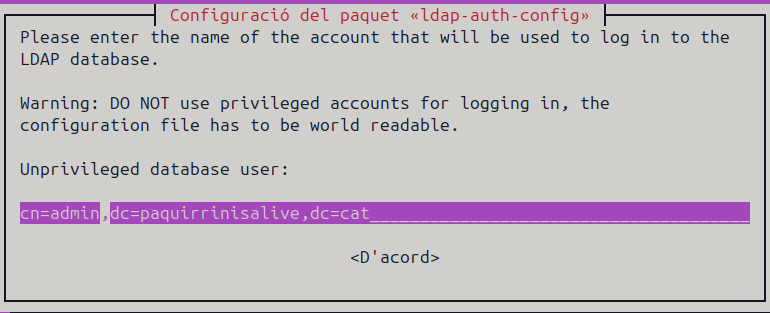 Configuració del paquet «ldap-auth-config»
Please enter the name of the account that will be used to log in to the
LDAP database.
Warning: DO NOT use privileged accounts for logging in, the
configuration file has to be world readable.
Unprivileged database user:
cn=admin,dc=paquirrinisalive,dc=cat______________________________________
<D'acord>